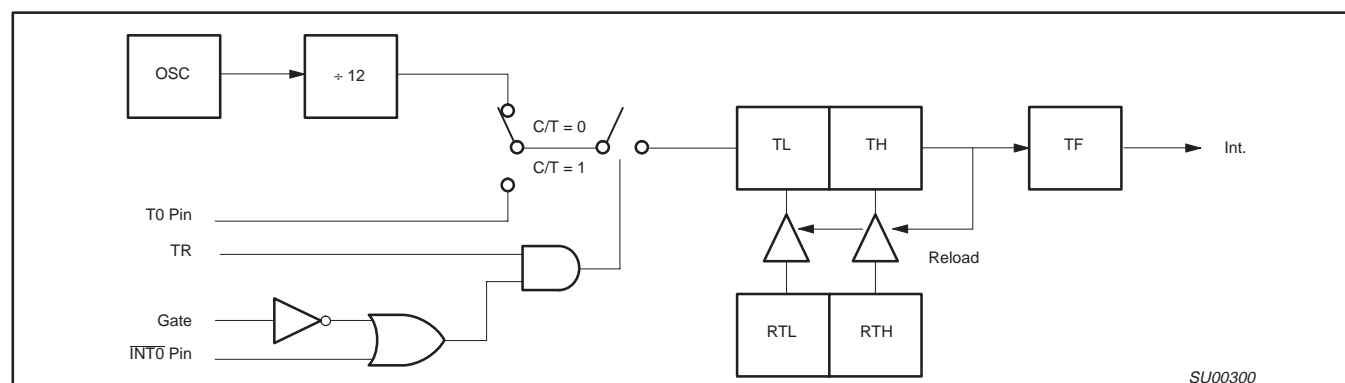 OSC
÷ 12
C/T = 0
C/T = 1
TL
TH
TF
Int.
T0 Pin
TR
Reload
Gate
INT0 Pin
RTL
RTH
SU00300